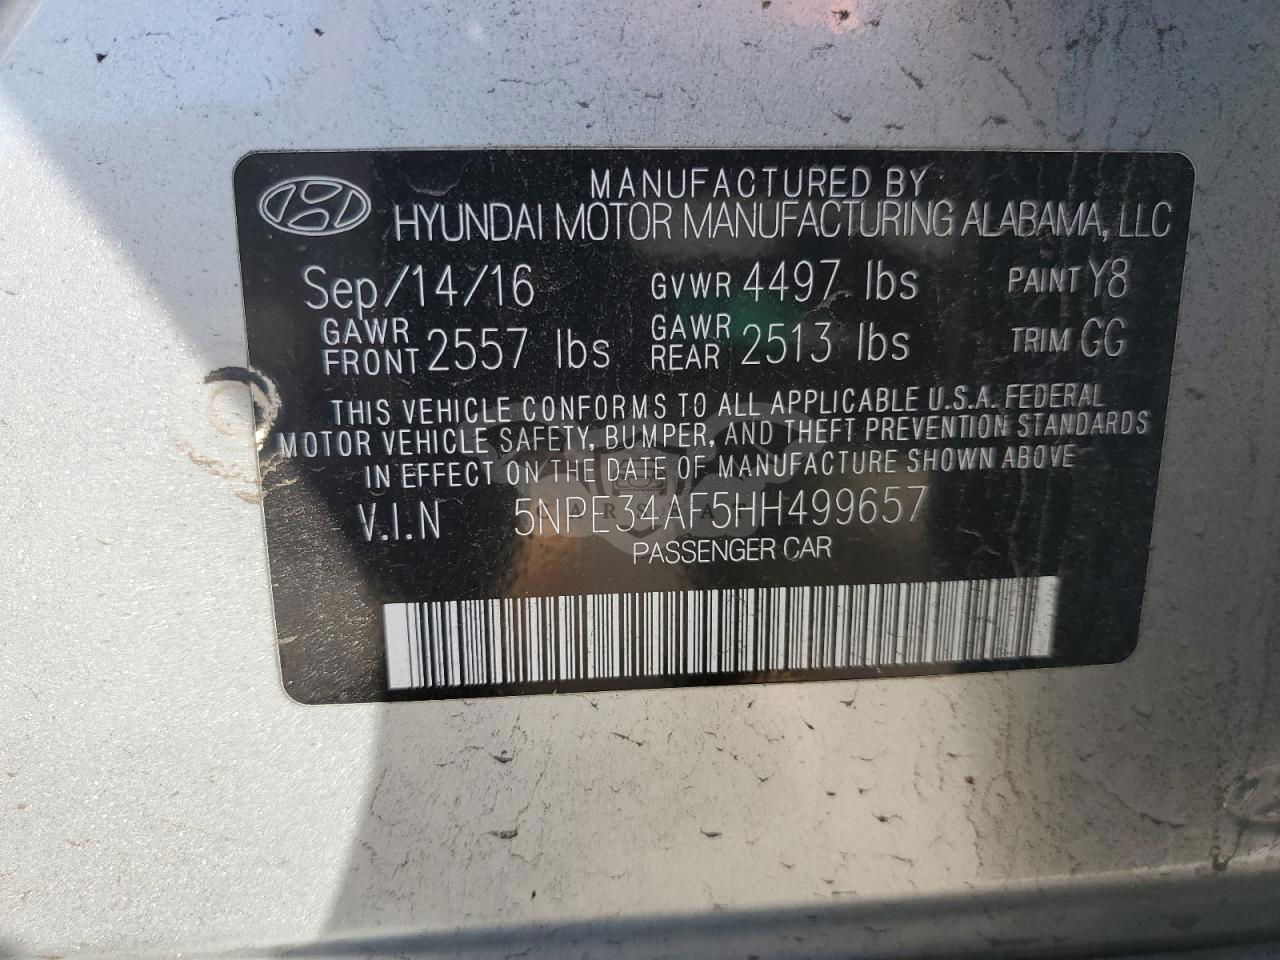 MANUFACTURED BY
HYUNDAI MOTOR MANUFACTURING ALABAMA, LLC
Sep/14/16 GVWR 4497 lbs PAINT Y8
GAWR FRONT 2557 lbs GAWR REAR 2513 lbs TRIM GG
THIS VEHICLE CONFORMS TO ALL APPLICABLE U.S.A. FEDERAL
MOTOR VEHICLE SAFETY, BUMPER, AND THEFT PREVENTION STANDARDS
IN EFFECT ON THE DATE OF MANUFACTURE SHOWN ABOVE
V.I.N 5NPE34AF5HH499657
PASSENGER CAR